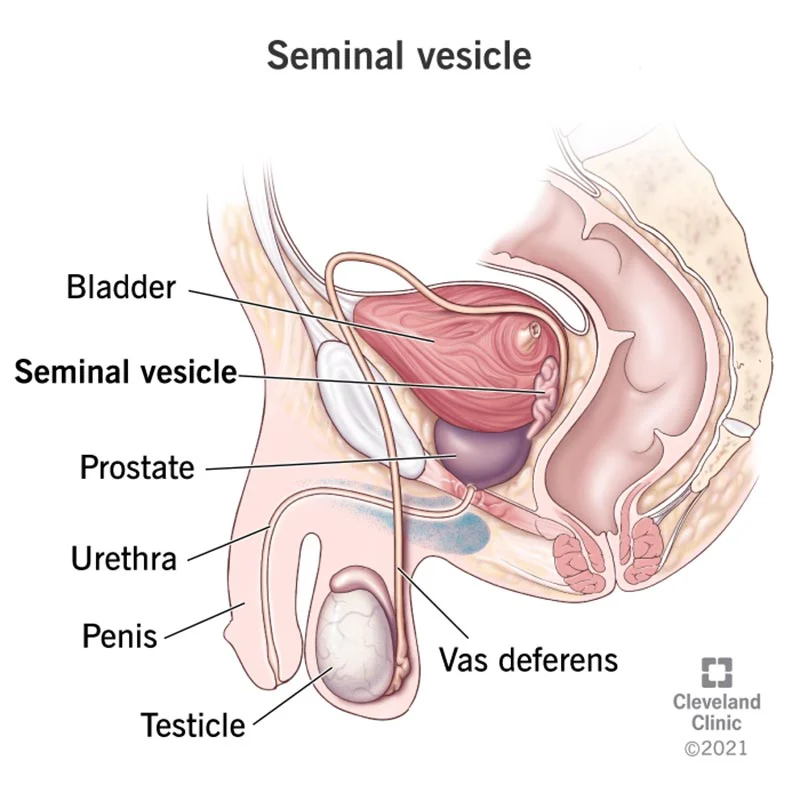 Seminal vesicle
Bladder
Seminal vesicle
Prostate
Urethra
Penis
Vas deferens
Testicle
Cleveland
Clinic
©2021